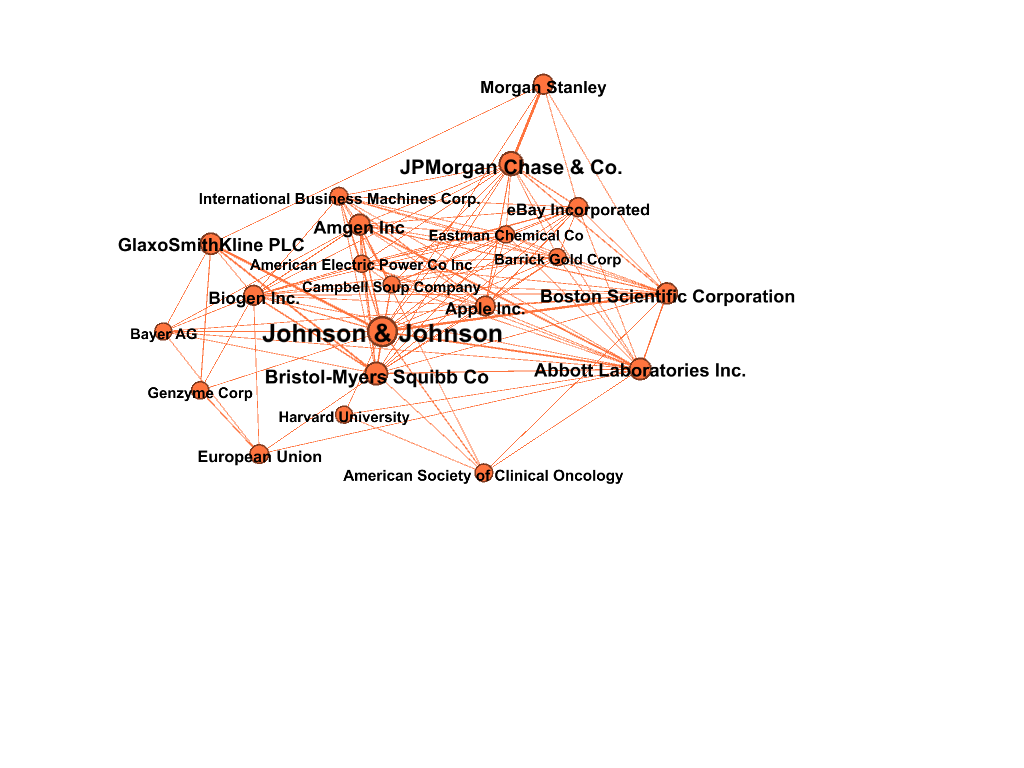 Morgan Stanley
JPMorgan Chase & Co.
International Business Machines Corp.
eBay Incorporated
Amgen Inc
Eastman Chemical Co
GlaxoSmithKline PLC
Barrick Gold Corp
American Electric Power Co Inc
Campbell Soup Company
Biogen Inc.
Boston Scientific Corporation
Apple Inc.
Bayer AG
Johnson & Johnson
Abbott Laboratories Inc.
Bristol-Myers Squibb Co
Genzyme Corp
Harvard University
European Union
American Society of Clinical Oncology